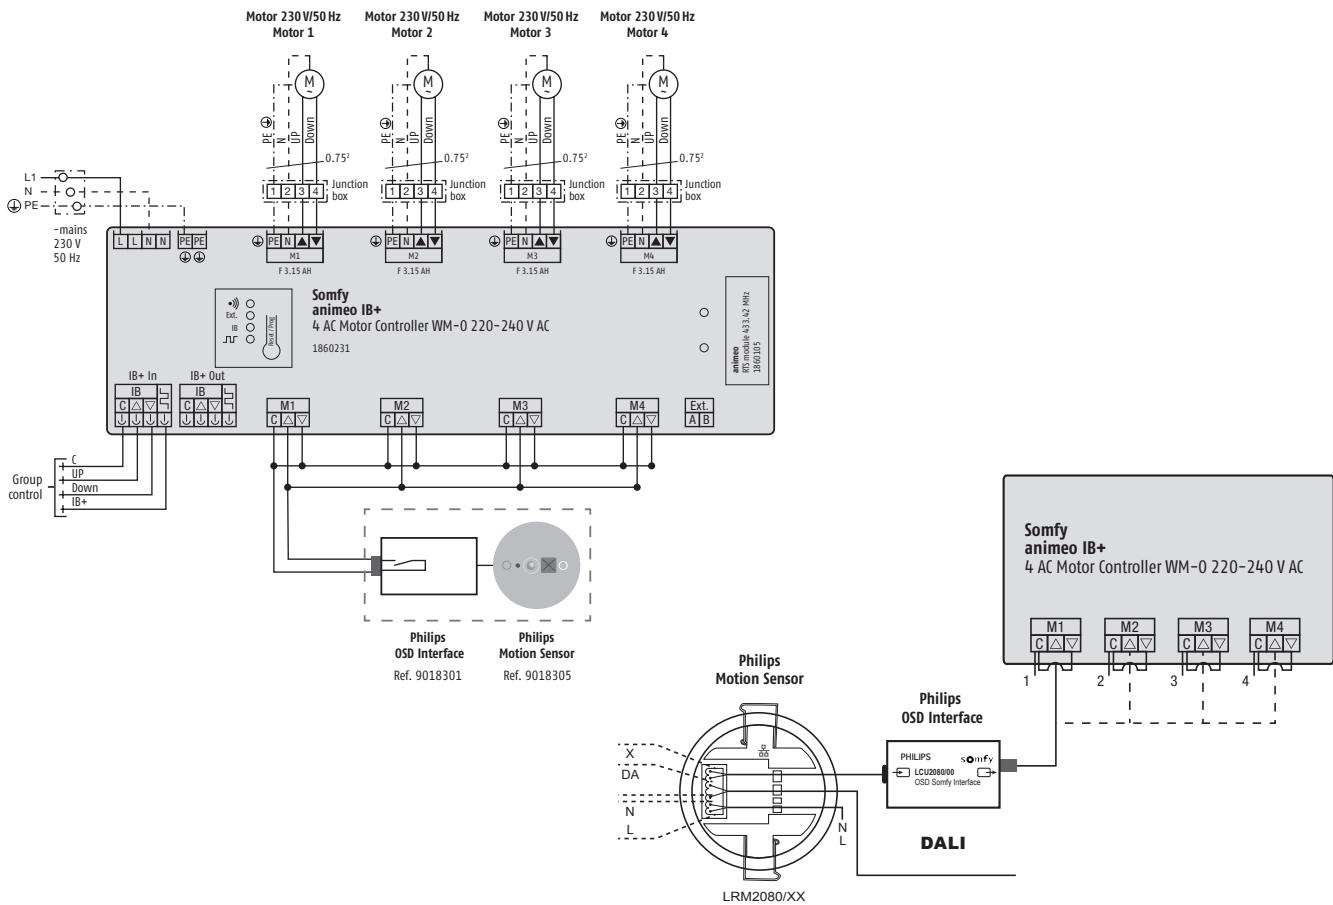 Motor 230 V/50 Hz
Motor 1
Motor 230 V/50 Hz
Motor 2
Motor 230 V/50 Hz
Motor 3
Motor 230 V/50 Hz
Motor 4
M
~
M
~
M
~
M
~
PE N UP Down
PE N UP Down
PE N UP Down
PE N UP Down
0.75²
0.75²
0.75²
0.75²
1 2 3 4
Junction
box
1 2 3 4
Junction
box
1 2 3 4
Junction
box
1 2 3 4
Junction
box
L1
N
PE
~mains
230 V
50 Hz
L L N N PE PE
PE N
M1
F 3.15 AH
PE N
M2
F 3.15 AH
PE N
M3
F 3.15 AH
PE N
M4
F 3.15 AH
Ext.
IB
Reset / Prog
Somfy
animeo IB+
4 AC Motor Controller WM-0 220-240 V AC
1860231
animeo
RTS module 433.42 MHz
1860105
IB+ In
IB
C
IB+ Out
IB
C
M1
C
M2
C
M3
C
M4
C
Ext.
A B
Group
control
C
UP
Down
IB+
Philips
OSD Interface
Ref. 9018301
Philips
Motion Sensor
Ref. 9018305
Somfy
animeo IB+
4 AC Motor Controller WM-0 220-240 V AC
M1
C
M2
C
M3
C
M4
C
1
2
3
4
Philips
Motion Sensor
X
DA
N
L
N
L
LRM2080/XX
Philips
OSD Interface
PHILIPS
somfy
LCU2080/00
OSD Somfy Interface
DALI